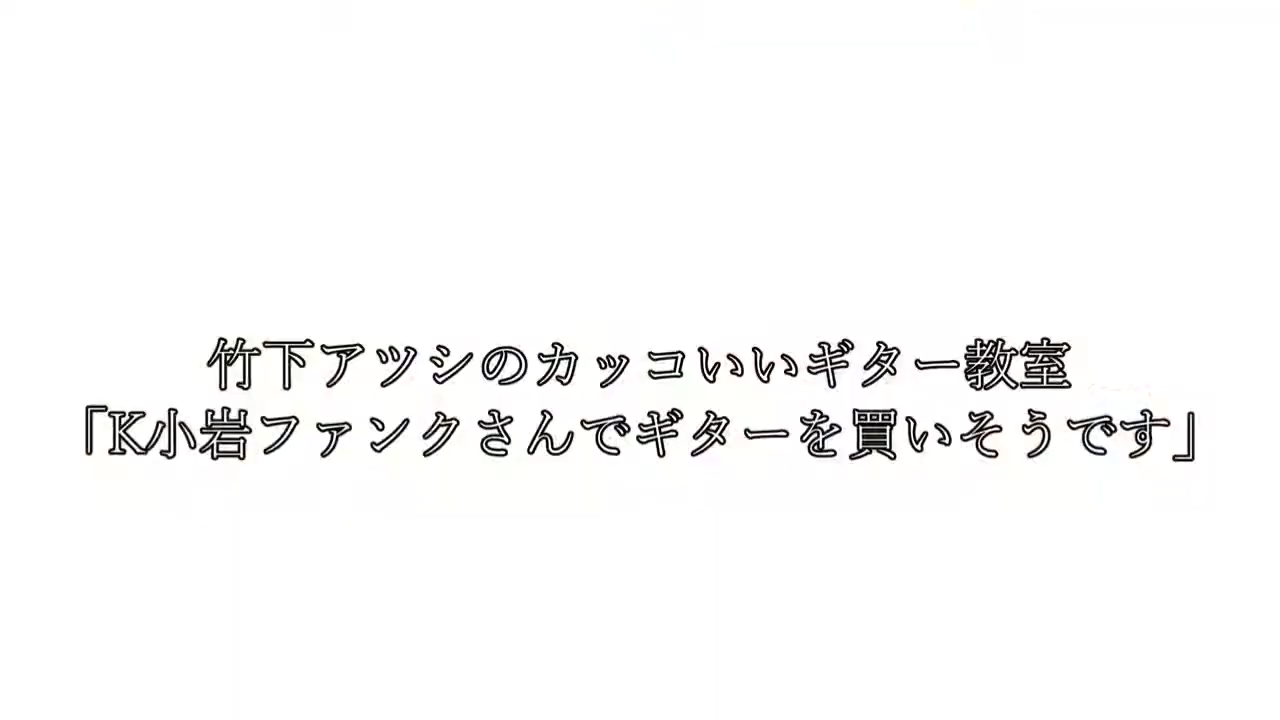 竹下アツシのカッコいいギター教室
「K小岩ファンクさんでギターを買いそうです」